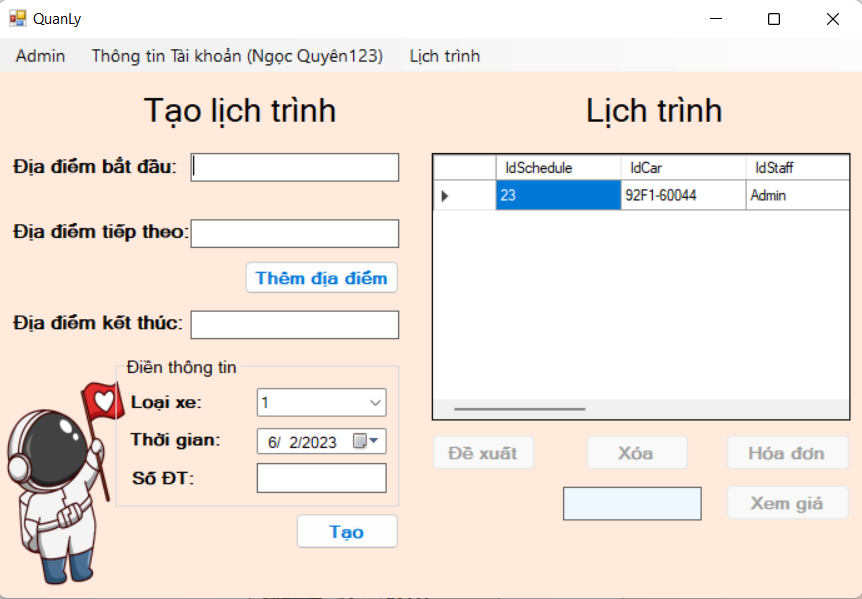 QuanLy
Admin Thông tin Tài khoản (Ngọc Quyên123) Lịch trình
Tạo lịch trình
Địa điểm bắt đầu:
Địa điểm tiếp theo:
Thêm địa điểm
Địa điểm kết thúc:
Điền thông tin
Loại xe: 1
Thời gian: 6/ 2/2023
Số ĐT:
Tạo
Lịch trình
IdSchedule IdCar IdStaff
23 92F1-60044 Admin
Đề xuất Xóa Hóa đơn
Xem giá